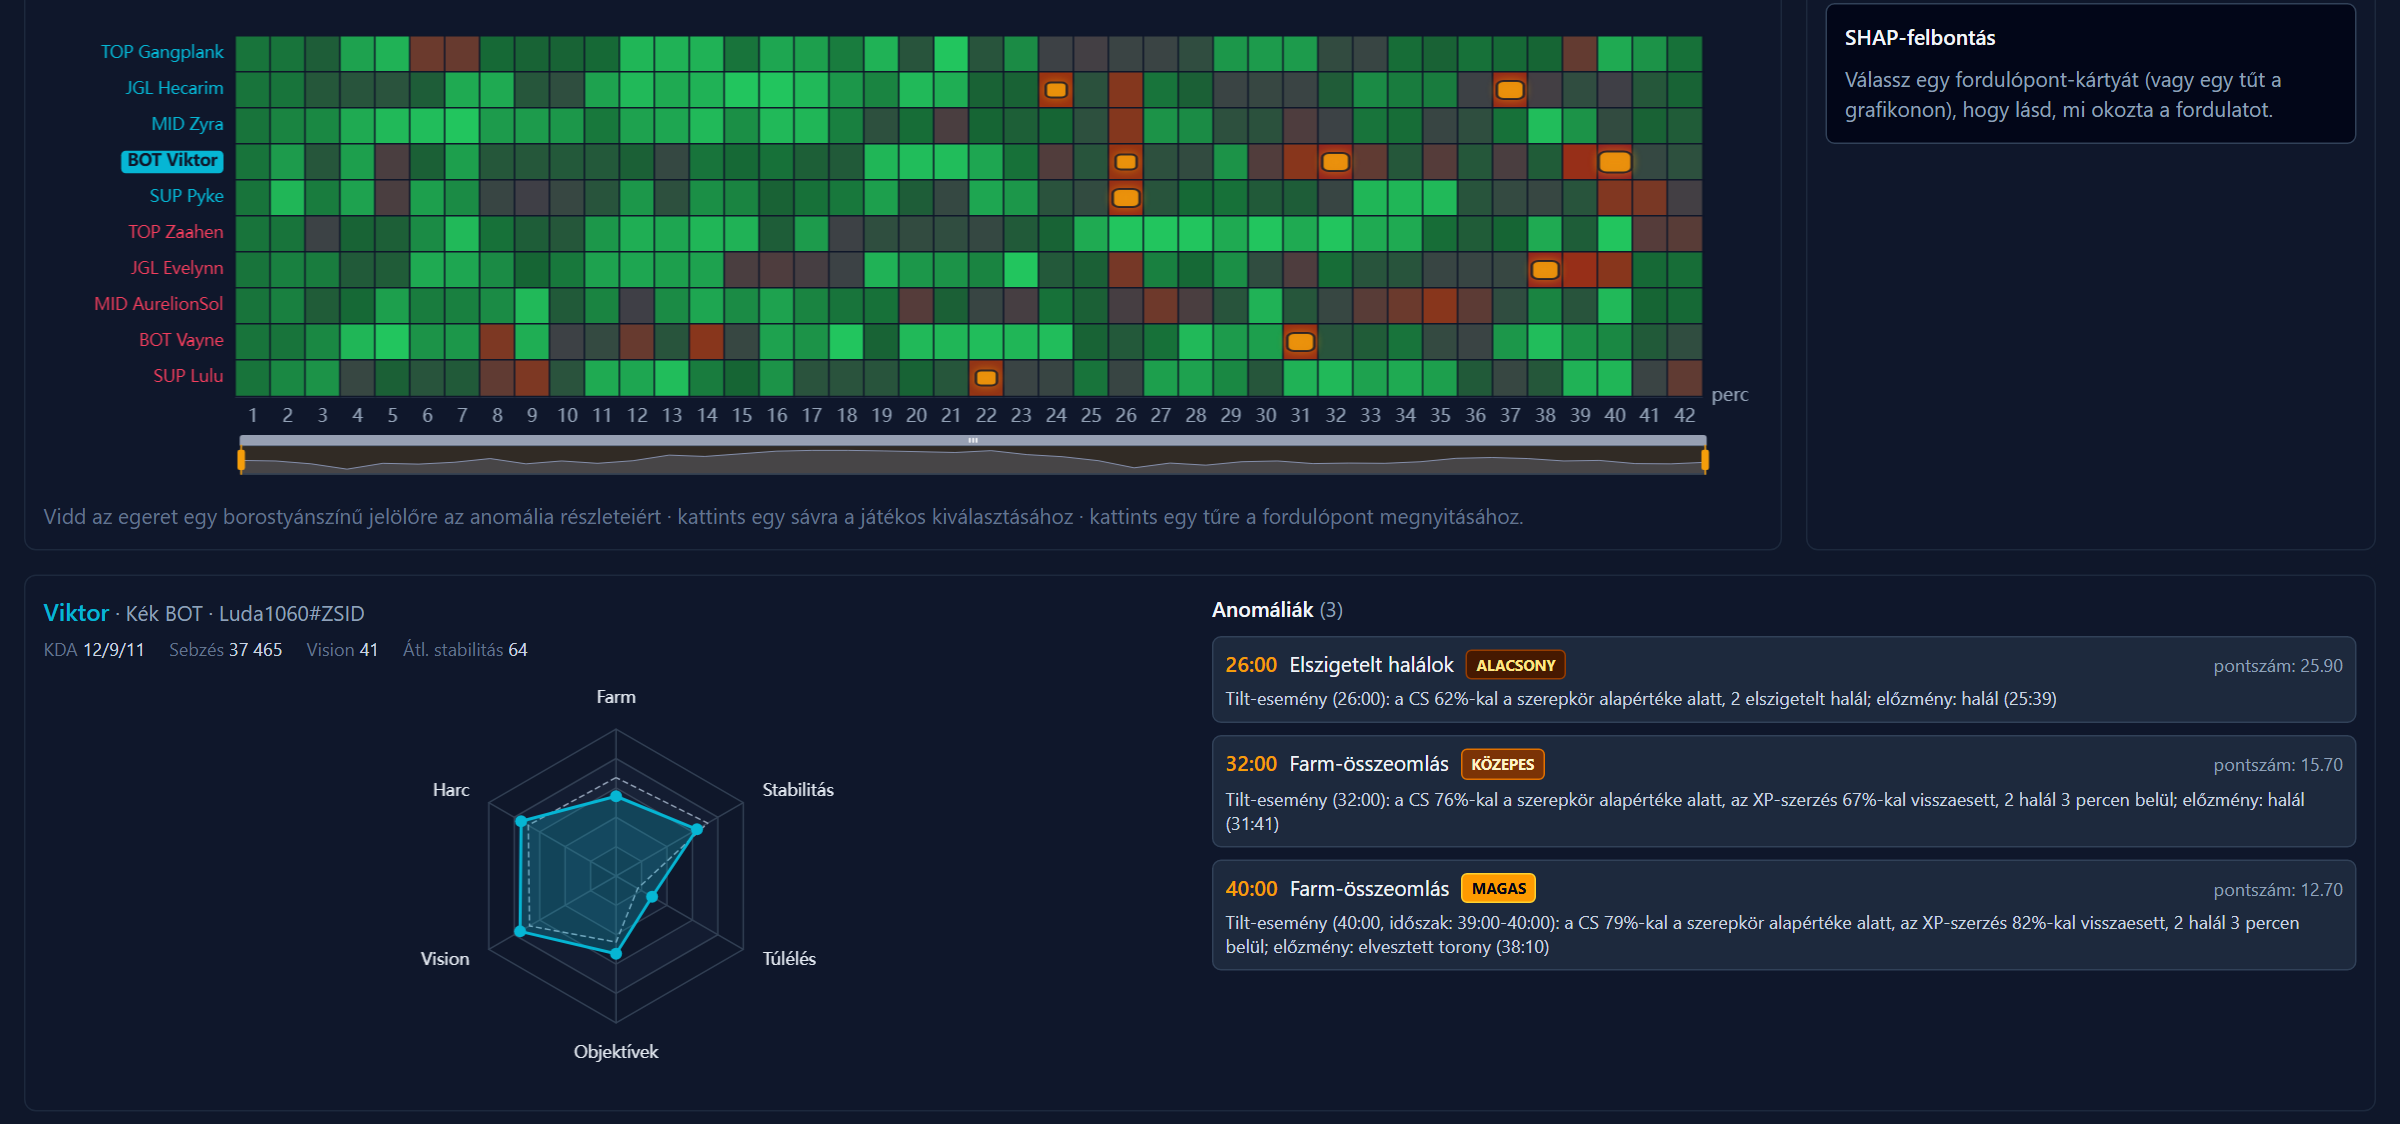 SHAP-felbontás
Válassz egy fordulópont-kártyát (vagy egy tűt a
grafikonon), hogy lásd, mi okozta a fordulatot.
TOP Gangplank
JGL Hecarim
MID Zyra
BOT Viktor
SUP Pyke
TOP Zaahen
JGL Evelynn
MID AurelionSol
BOT Vayne
SUP Lulu
perc
1 2 3 4 5 6 7 8 9 10 11 12 13 14 15 16 17 18 19 20 21 22 23 24 25 26 27 28 29 30 31 32 33 34 35 36 37 38 39 40 41 42
Vidd az egeret egy borostyánszínű jelölőre az anomália részleteiért · kattints egy sávra a játékos kiválasztásához · kattints egy tűre a fordulópont megnyitásához.
Viktor · Kék BOT · Luda1060#ZSID
KDA 12/9/11 Sebzés 37 465 Vision 41 Átl. stabilitás 64
Farm
Stabilitás
Túlélés
Objektívek
Vision
Harc
Anomáliák (3)
26:00 Elszigetelt halálok ALACSONY pontszám: 25.90
Tilt-esemény (26:00): a CS 62%-kal a szerepkör alapértéke alatt, 2 elszigetelt halál; előzmény: halál (25:39)
32:00 Farm-összeomlás KÖZEPES pontszám: 15.70
Tilt-esemény (32:00): a CS 76%-kal a szerepkör alapértéke alatt, az XP-szerzés 67%-kal visszaesett, 2 halál 3 percen belül; előzmény: halál
(31:41)
40:00 Farm-összeomlás MAGAS pontszám: 12.70
Tilt-esemény (40:00, időszak: 39:00-40:00): a CS 79%-kal a szerepkör alapértéke alatt, az XP-szerzés 82%-kal visszaesett, 2 halál 3 percen
belül; előzmény: elvesztett torony (38:10)